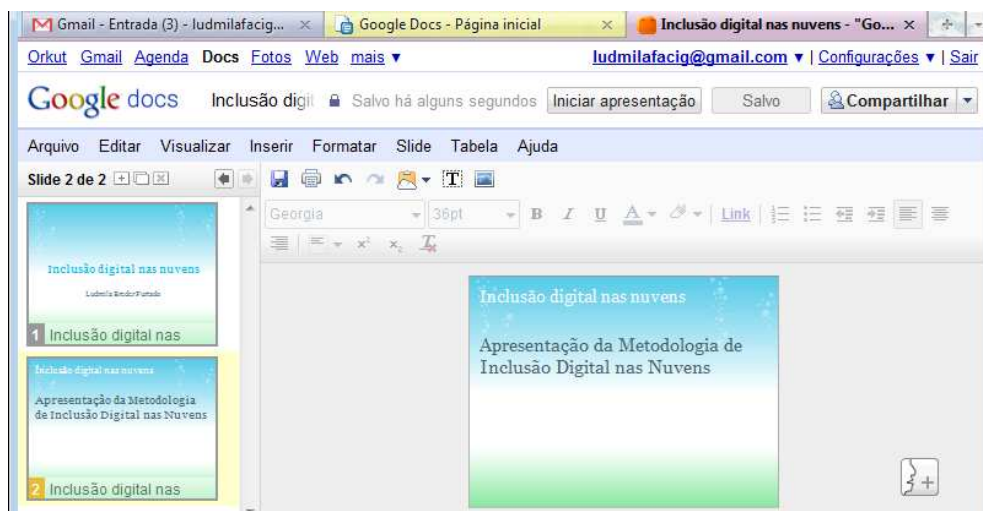 Gmail - Entrada (3) - ludmilafacig...
Google Docs - Página inicial
Inclusão digital nas nuvens - "Go...
Orkut Gmail Agenda Docs Fotos Web mais ▼
ludmilafacig@gmail.com ▼ | Configurações ▼ | Sair
Google docs Inclusão digit Salvo há alguns segundos Iniciar apresentação Salvo Compartilhar
Arquivo Editar Visualizar Inserir Formatar Slide Tabela Ajuda
Slide 2 de 2
Georgia 36pt B I U A Link
x² x₂ T
Inclusão digital nas nuvens
Ludmila
1 Inclusão digital nas
Inclusão digital nas nuvens
Apresentação da Metodologia
de Inclusão Digital nas Nuvens
2 Inclusão digital nas
Inclusão digital nas nuvens
Apresentação da Metodologia de
Inclusão Digital nas Nuvens